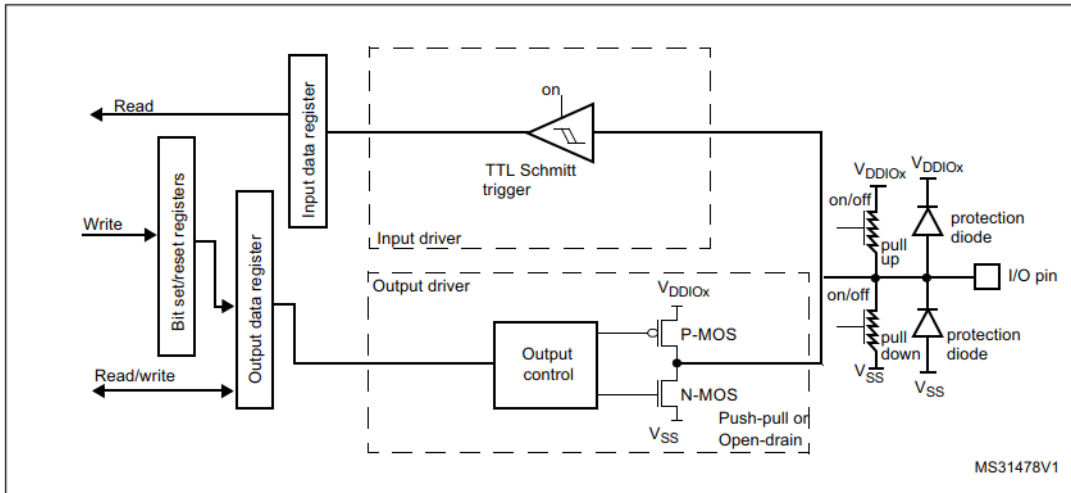 Read
Input data register
on
TTL Schmitt
trigger
Input driver
Write
Bit set/reset registers
Output data register
Read/write
Output driver
VDDIOx
P-MOS
Output
control
N-MOS
VSS
Push-pull or
Open-drain
VDDIOx
VDDIOx
on/off
pull
up
protection
diode
I/O pin
on/off
pull
down
protection
diode
VSS
VSS
MS31478V1